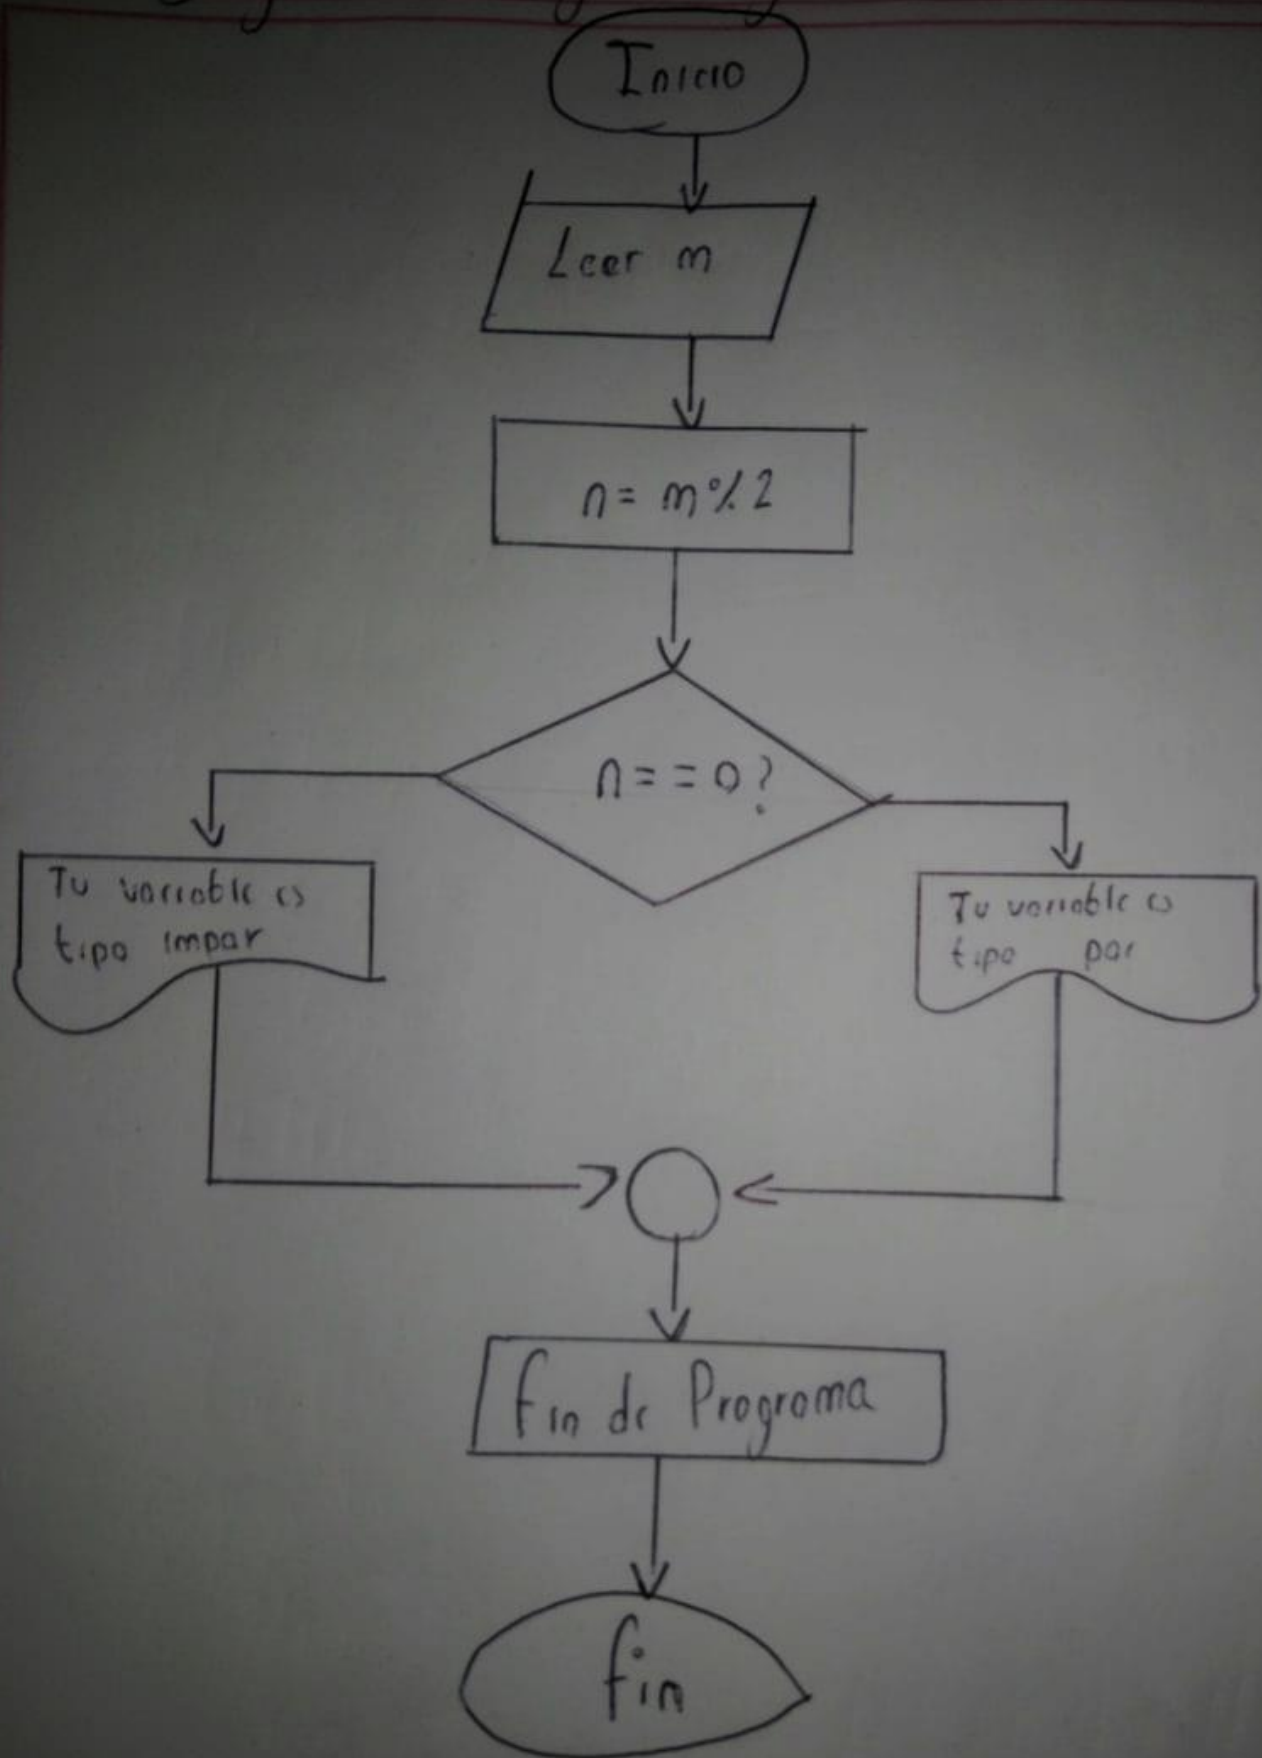 Inicio
Leer m
n = m % 2
n = = 0 ?
Tu variable es
tipo impar
Tu variable es
tipo par
Fin de Programa
fin